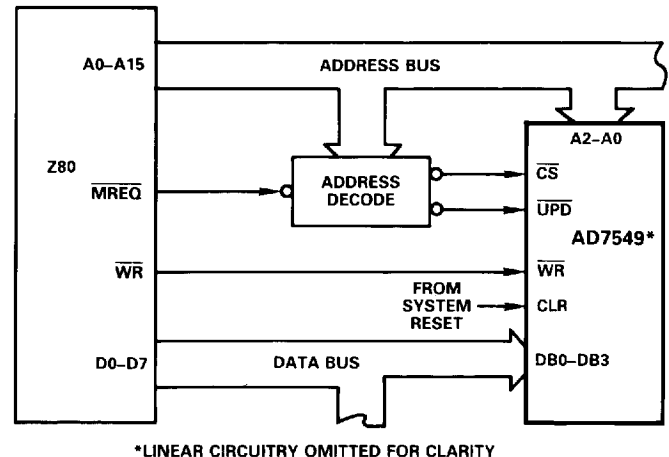 A0–A15
ADDRESS BUS
A2–A0
Z80
MREQ
ADDRESS
DECODE
CS
UPD
AD7549*
WR
WR
FROM
SYSTEM
RESET
CLR
D0–D7
DATA BUS
DB0–DB3
*LINEAR CIRCUITRY OMITTED FOR CLARITY